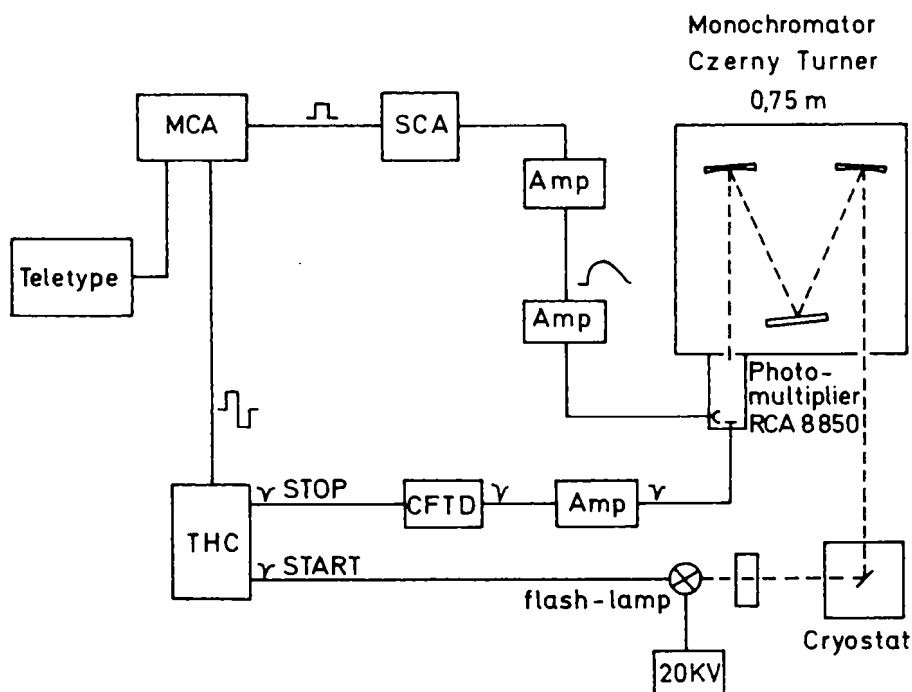 Monochromator
Czerny Turner
0,75 m
MCA
SCA
Amp
Teletype
Amp
Photo-
multiplier
RCA 8850
STOP
CFTD
Amp
THC
START
flash-lamp
Cryostat
20KV